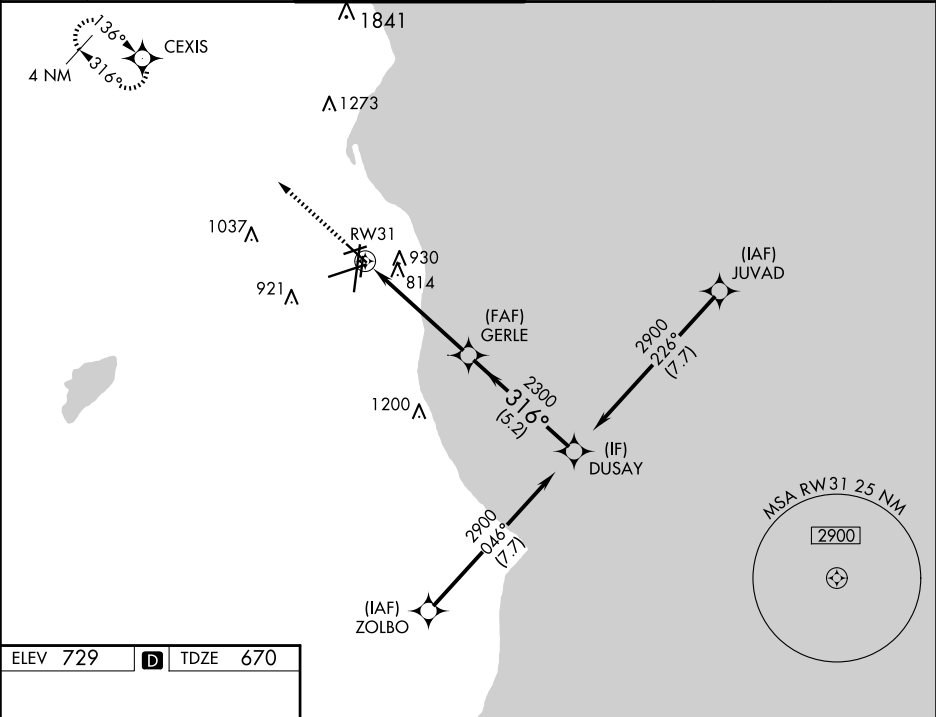 1841
136°
CEXIS
4 NM
316°
1273
1037
RW31
930
814
921
(IAF)
JUVAD
(FAF)
GERLE
2900
226°
(7.7)
2300
316°
(5.2)
1200
(IF)
DUSAY
MSA RW31 25 NM
2900
2900
046°
(7.7)
(IAF)
ZOLBO
ELEV 729 D TDZE 670